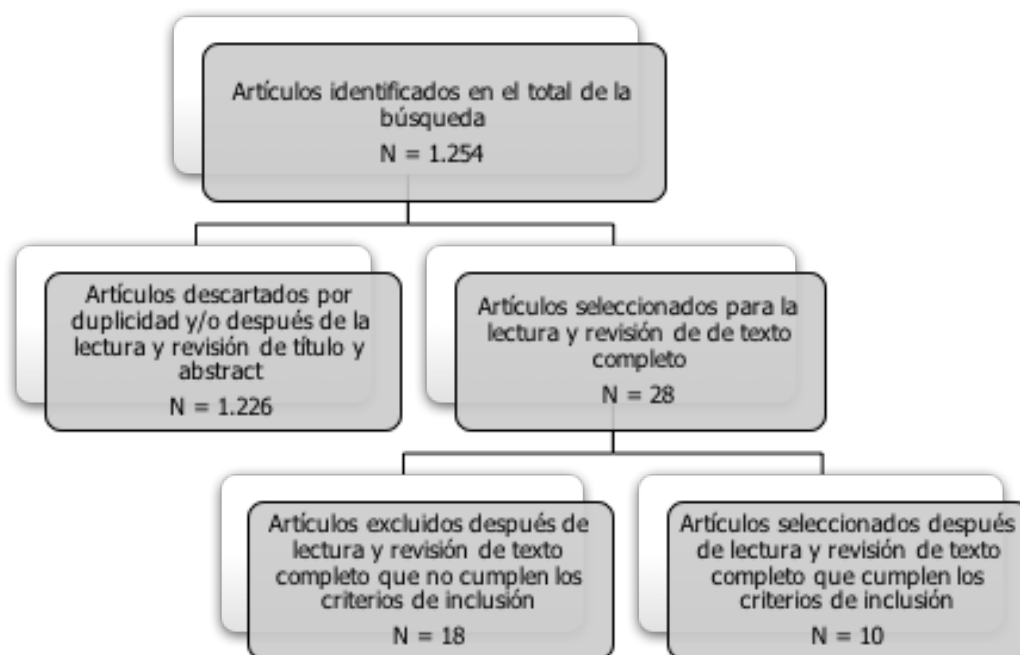 Artículos identificados en el total de la
búsqueda
N = 1.254
Artículos descartados por
duplicidad y/o después de la
lectura y revisión de título y
abstract
N = 1.226
Artículos seleccionados para la
lectura y revisión de de texto
completo
N = 28
Artículos excluidos después de
lectura y revisión de texto
completo que no cumplen los
criterios de inclusión
N = 18
Artículos seleccionados después
de lectura y revisión de texto
completo que cumplen los
criterios de inclusión
N = 10